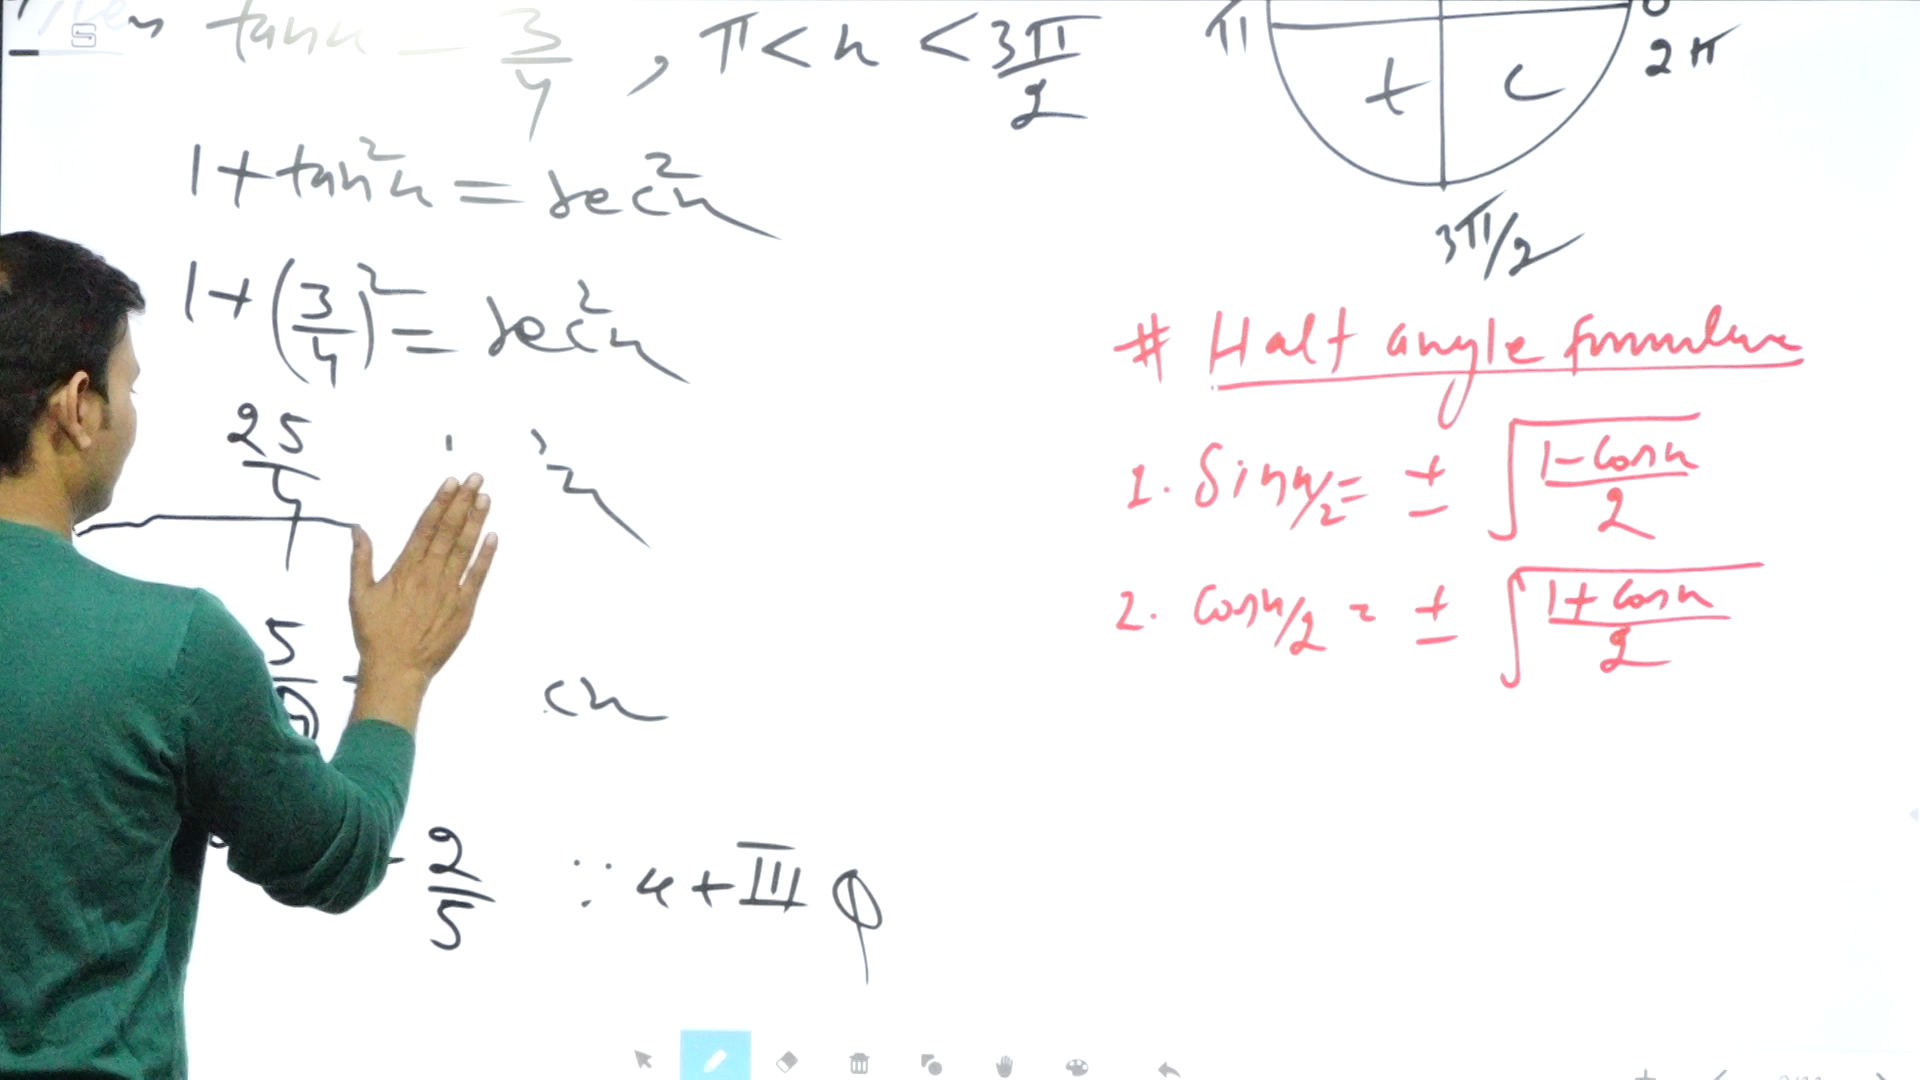 tan x = 3/4 , π < x < 3π/2
π
2π
t C
3π/2
1 + tan²x = sec²x
1 + (3/4)² = sec²x
25/4
5
2/5 ∵ x + III Q
# Half angle formulae
1. Sin x/2 = ± √(1 - Cos x / 2)
2. Cos x/2 = ± √(1 + Cos x / 2)